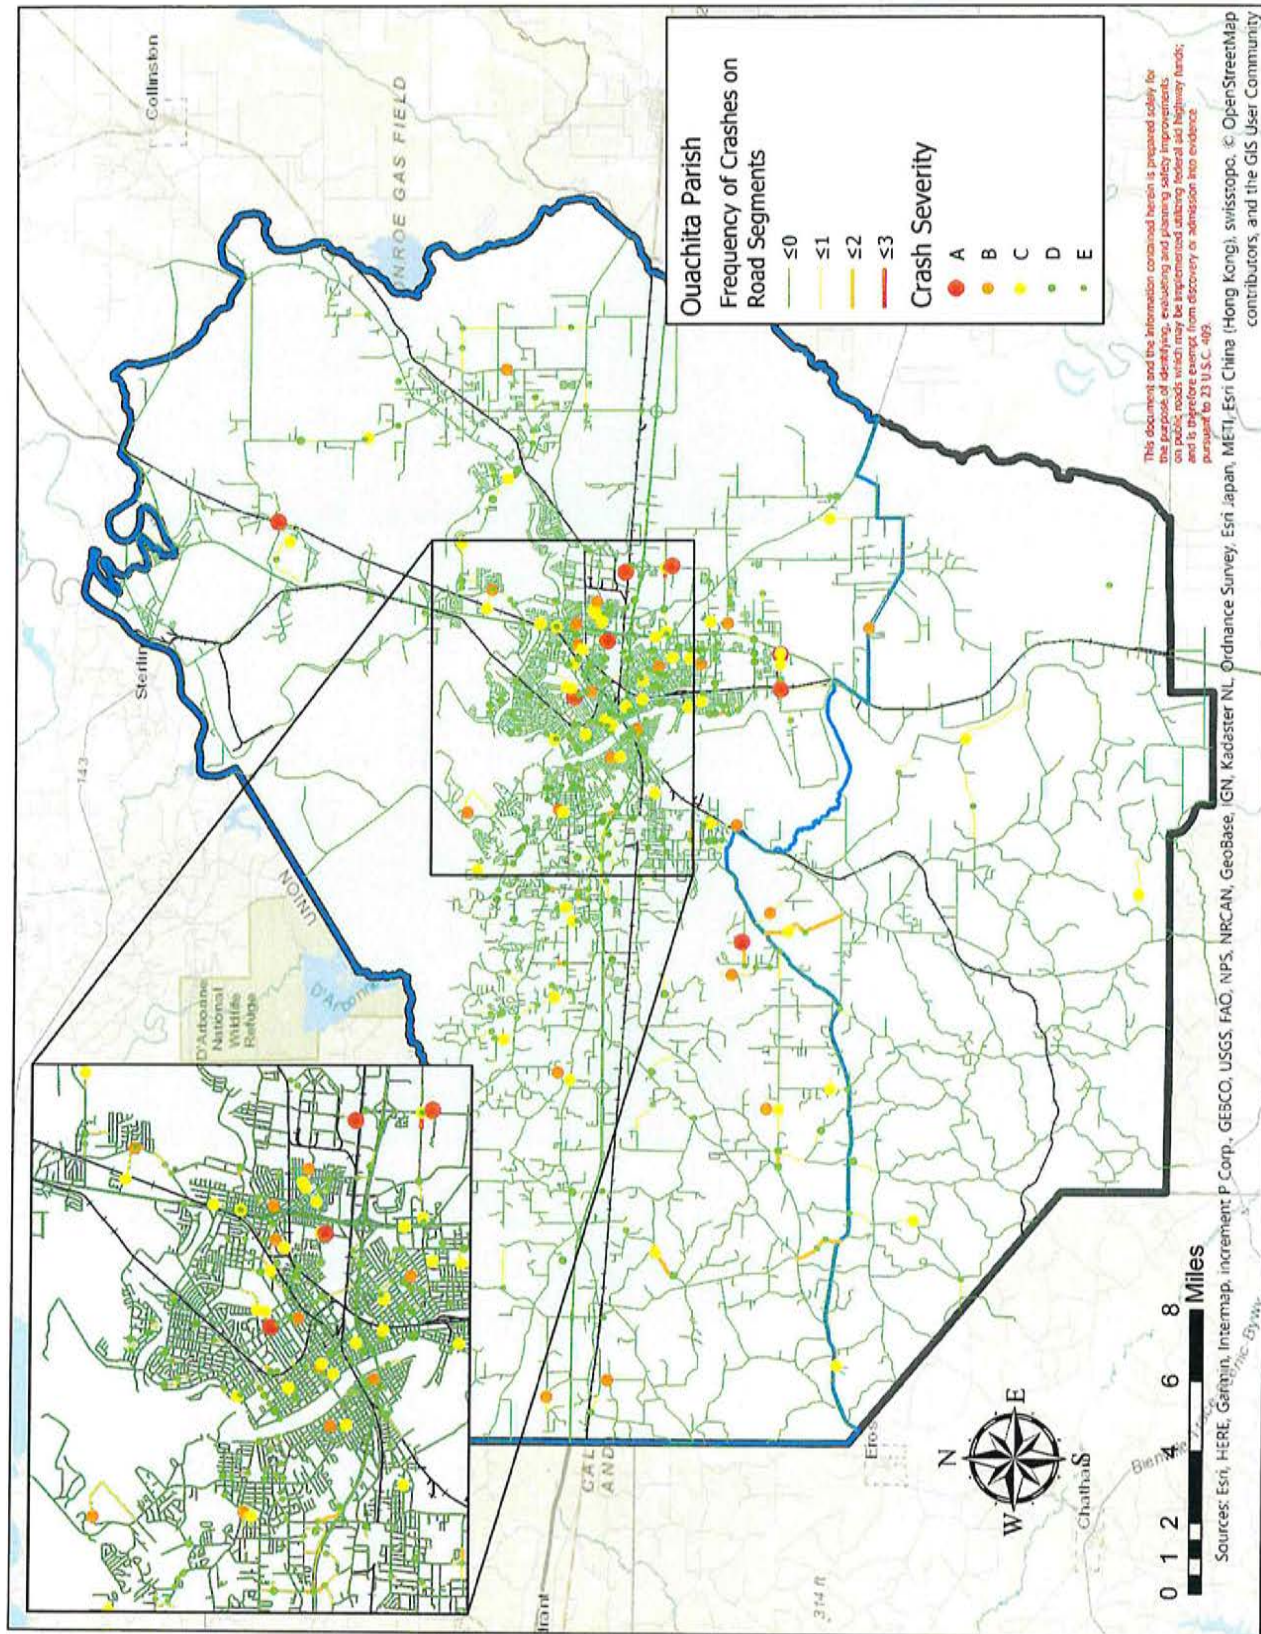 Collinston
ONROE GAS FIELD
Sterlin
143
UNION
D'Arbonne
National
Wildlife
Refuge
D'Arbonne
Ouachita Parish
Frequency of Crashes on
Road Segments
≤0
≤1
≤2
≤3
Crash Severity
A
B
C
D
E
This document and the information contained herein is prepared solely for
the purpose of identifying, evaluating and planning safety improvements
on public roads which may be implemented utilizing federal aid highway funds;
and is therefore exempt from discovery or admission into evidence
pursuant to 23 U.S.C. 409.
GAL
AND
Eros
drant
314 ft
N
W
E
S
Chatham
0 1 2 4 6 8
Miles
Sources: Esri, HERE, Garmin, Intermap, increment P Corp., GEBCO, USGS, FAO, NPS, NRCAN, GeoBase, IGN, Kadaster NL, Ordnance Survey, Esri Japan, METI, Esri China (Hong Kong), swisstopo, © OpenStreetMap
contributors, and the GIS User Community